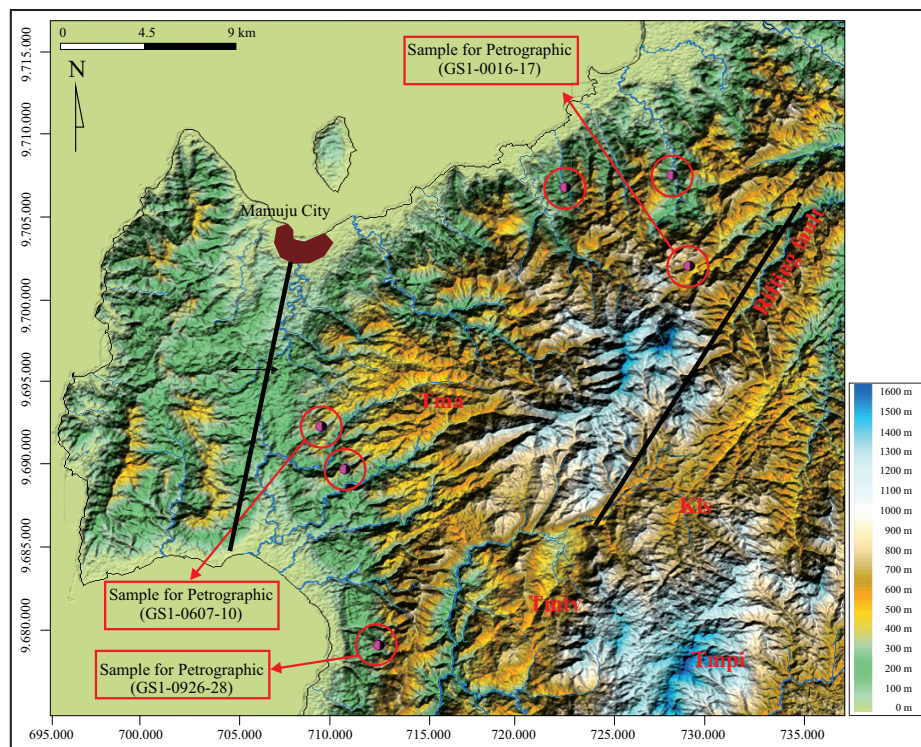 0
4.5
9 km
N
Sample for Petrographic
(GS1-0016-17)
Mamuju City
fault
Tma
Kls
Tmtv
Tmpi
Sample for Petrographic
(GS1-0607-10)
Sample for Petrographic
(GS1-0926-28)
9.715.000
9.710.000
9.705.000
9.700.000
9.695.000
9.690.000
9.685.000
9.680.000
695.000
700.000
705.000
710.000
715.000
720.000
725.000
730.000
735.000
1600 m
1400 m
1400 m
1200 m
1100 m
1000 m
900 m
800 m
700 m
600 m
500 m
400 m
300 m
200 m
100 m
0 m